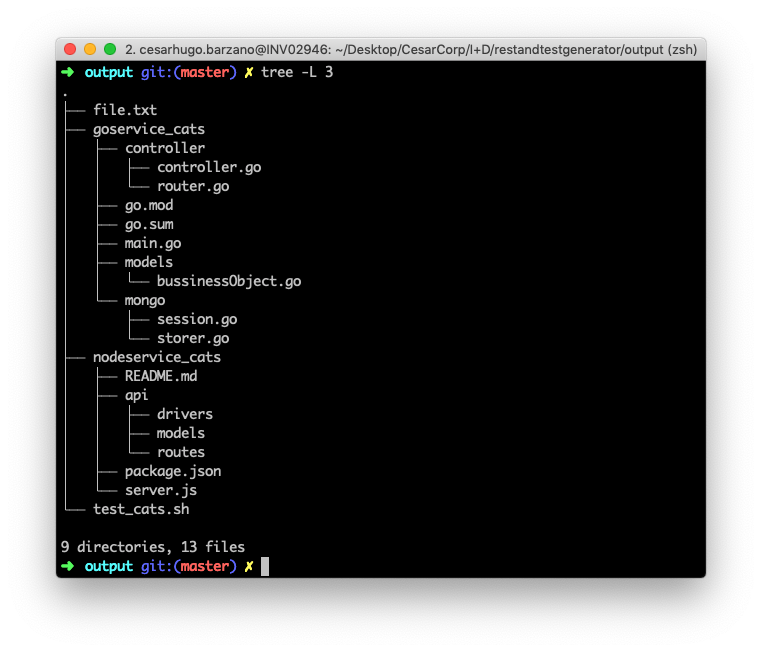 2. cesarhugo.barzano@INV02946: ~/Desktop/CesarCorp/I+D/restandtestgenerator/output (zsh)
➜ output git:(master) ✗ tree -L 3
.
├── file.txt
├── goservice_cats
│   ├── controller
│   │   ├── controller.go
│   │   └── router.go
│   ├── go.mod
│   ├── go.sum
│   ├── main.go
│   ├── models
│   │   └── bussinessObject.go
│   └── mongo
│       ├── session.go
│       └── storer.go
├── nodeservice_cats
│   ├── README.md
│   ├── api
│   │   ├── drivers
│   │   ├── models
│   │   └── routes
│   ├── package.json
│   └── server.js
└── test_cats.sh
9 directories, 13 files
➜ output git:(master) ✗